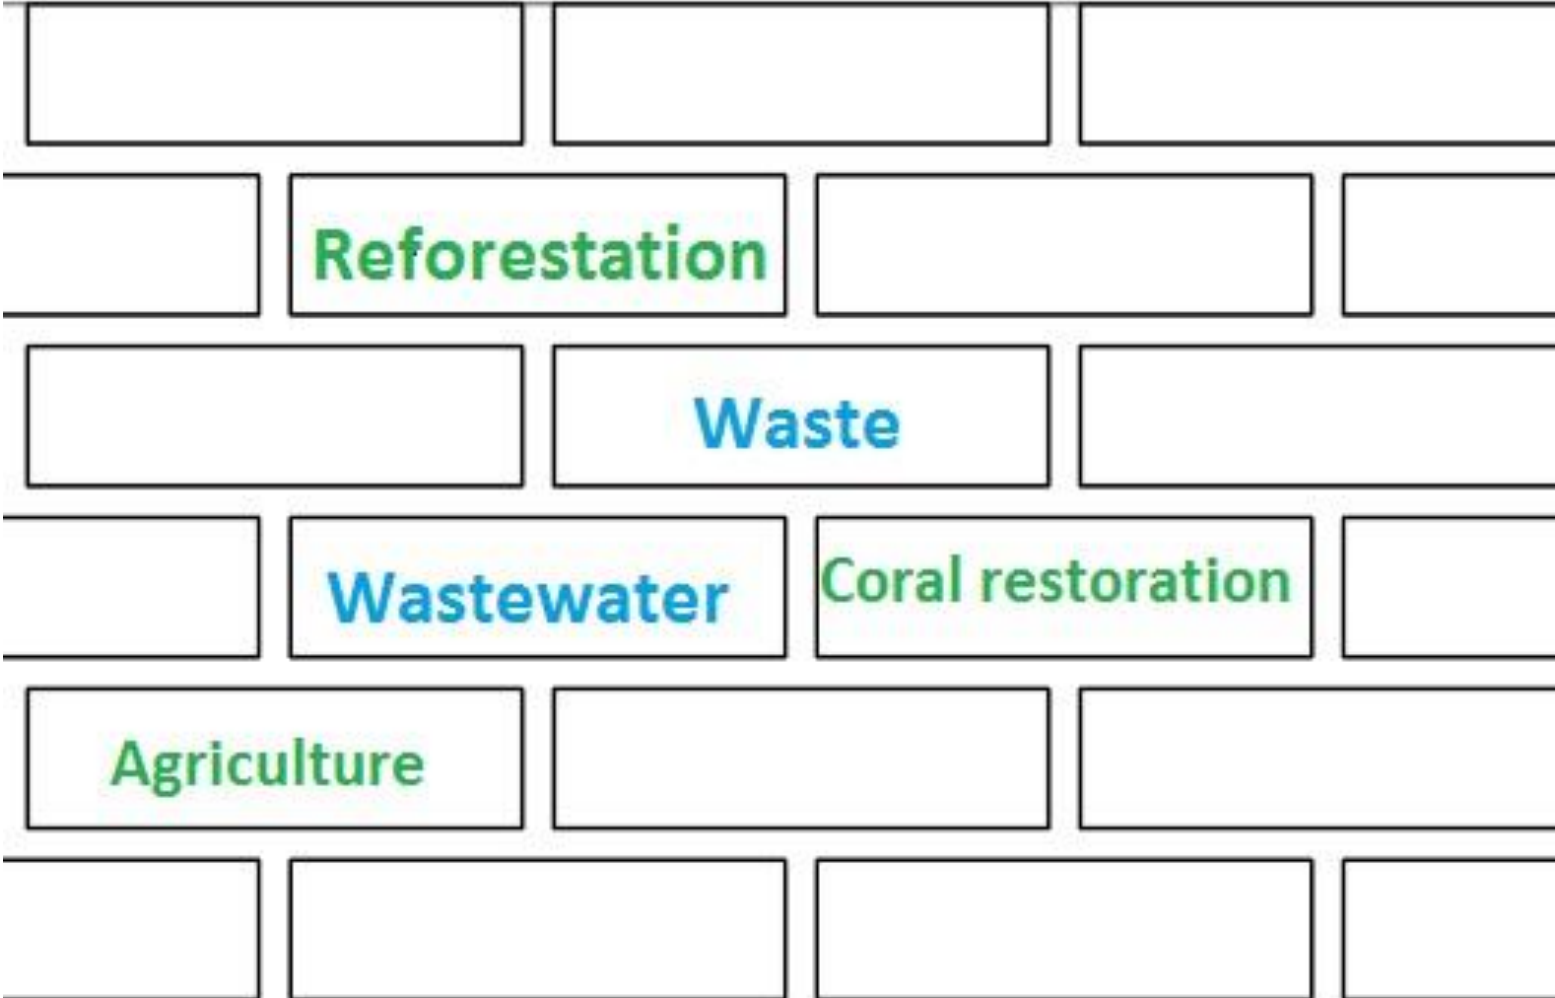 Reforestation
Waste
Wastewater
Coral restoration
Agriculture